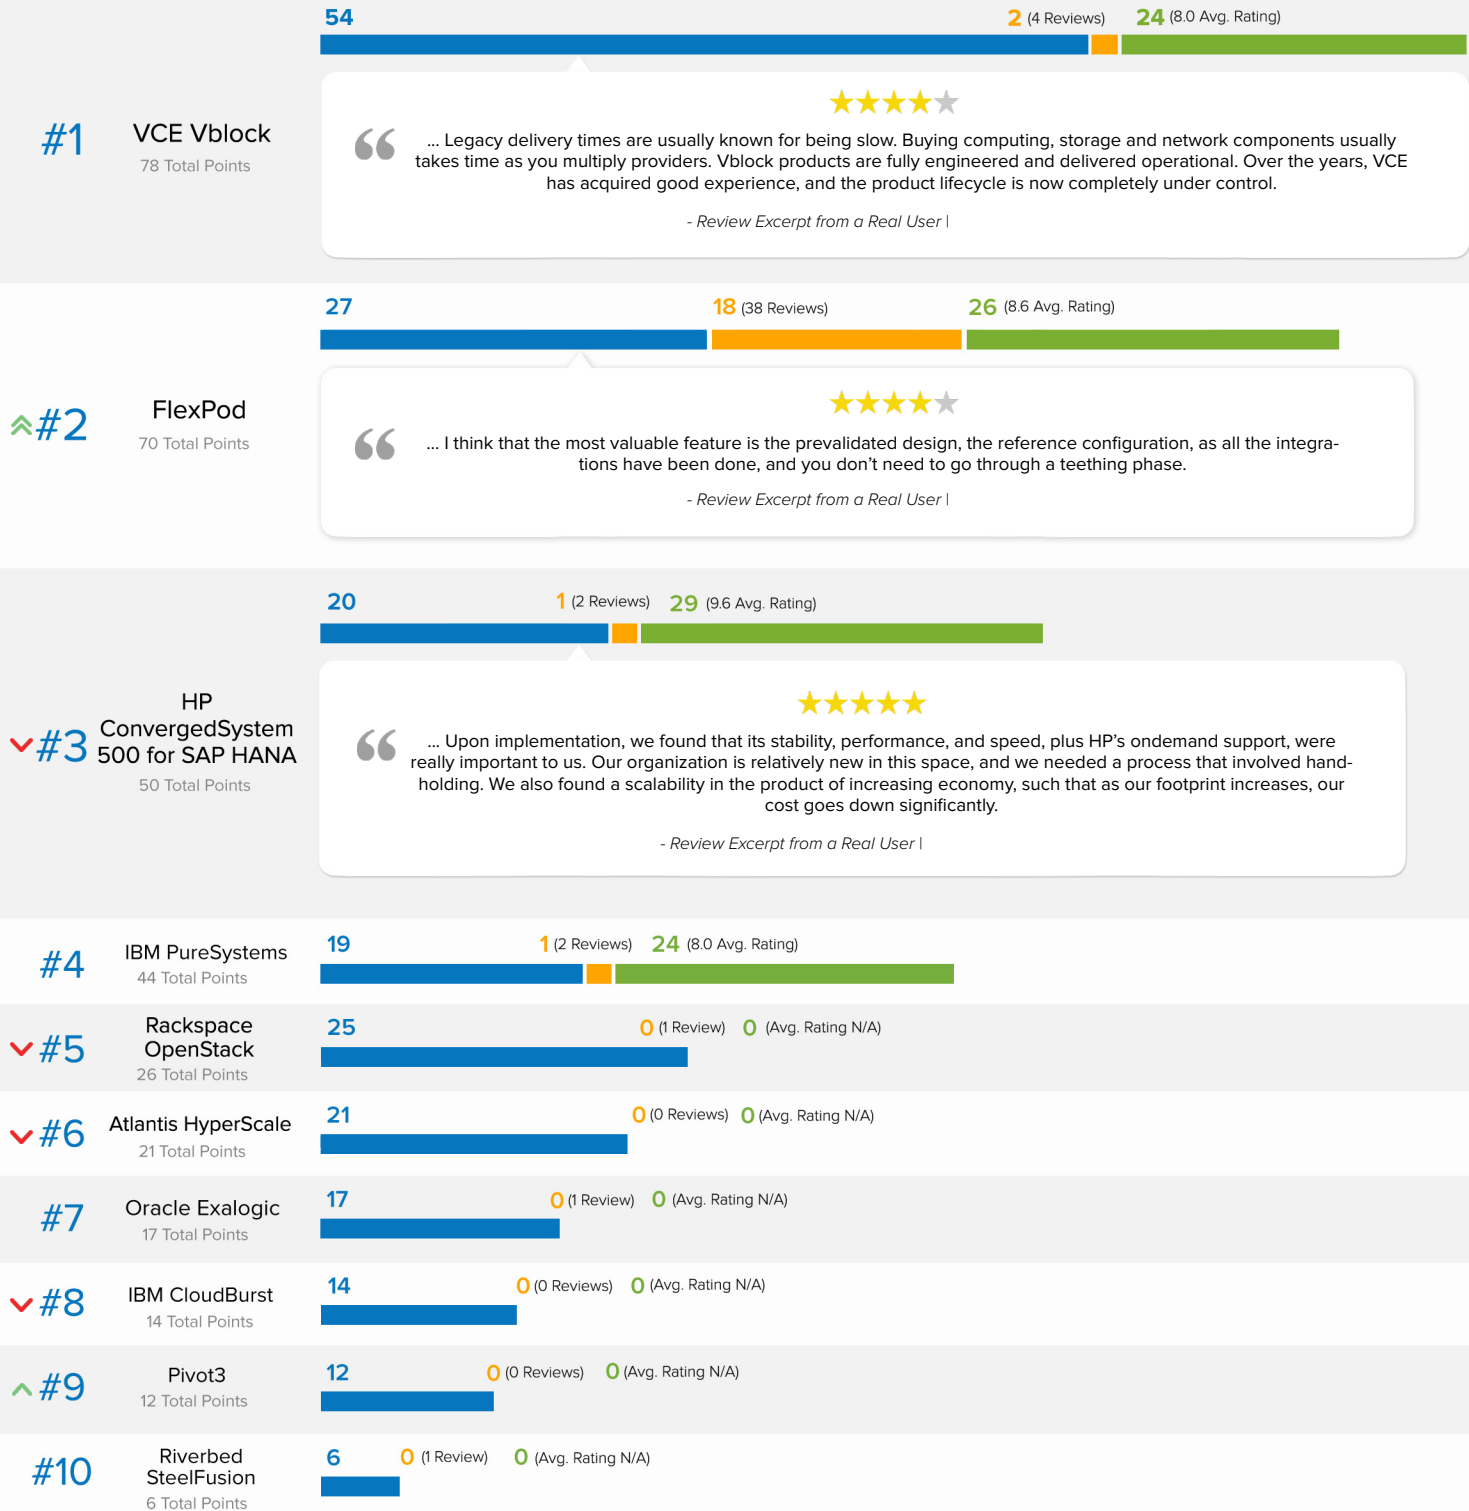 54
2 (4 Reviews)
24 (8.0 Avg. Rating)
#1
VCE Vblock
78 Total Points
“
... Legacy delivery times are usually known for being slow. Buying computing, storage and network components usually
takes time as you multiply providers. Vblock products are fully engineered and delivered operational. Over the years, VCE
has acquired good experience, and the product lifecycle is now completely under control.
- Review Excerpt from a Real User |
27
18 (38 Reviews)
26 (8.6 Avg. Rating)
#2
FlexPod
70 Total Points
“
... I think that the most valuable feature is the prevalidated design, the reference configuration, as all the integra-
tions have been done, and you don’t need to go through a teething phase.
- Review Excerpt from a Real User |
20
1 (2 Reviews)
29 (9.6 Avg. Rating)
#3
HP
ConvergedSystem
500 for SAP HANA
50 Total Points
“
... Upon implementation, we found that its stability, performance, and speed, plus HP’s ondemand support, were
really important to us. Our organization is relatively new in this space, and we needed a process that involved hand-
holding. We also found a scalability in the product of increasing economy, such that as our footprint increases, our
cost goes down significantly.
- Review Excerpt from a Real User |
#4
IBM PureSystems
44 Total Points
19
1 (2 Reviews)
24 (8.0 Avg. Rating)
#5
Rackspace
OpenStack
26 Total Points
25
0 (1 Review)
0 (Avg. Rating N/A)
#6
Atlantis HyperScale
21 Total Points
21
0 (0 Reviews)
0 (Avg. Rating N/A)
#7
Oracle Exalogic
17 Total Points
17
0 (1 Review)
0 (Avg. Rating N/A)
#8
IBM CloudBurst
14 Total Points
14
0 (0 Reviews)
0 (Avg. Rating N/A)
#9
Pivot3
12 Total Points
12
0 (0 Reviews)
0 (Avg. Rating N/A)
#10
Riverbed
SteelFusion
6 Total Points
6
0 (1 Review)
0 (Avg. Rating N/A)